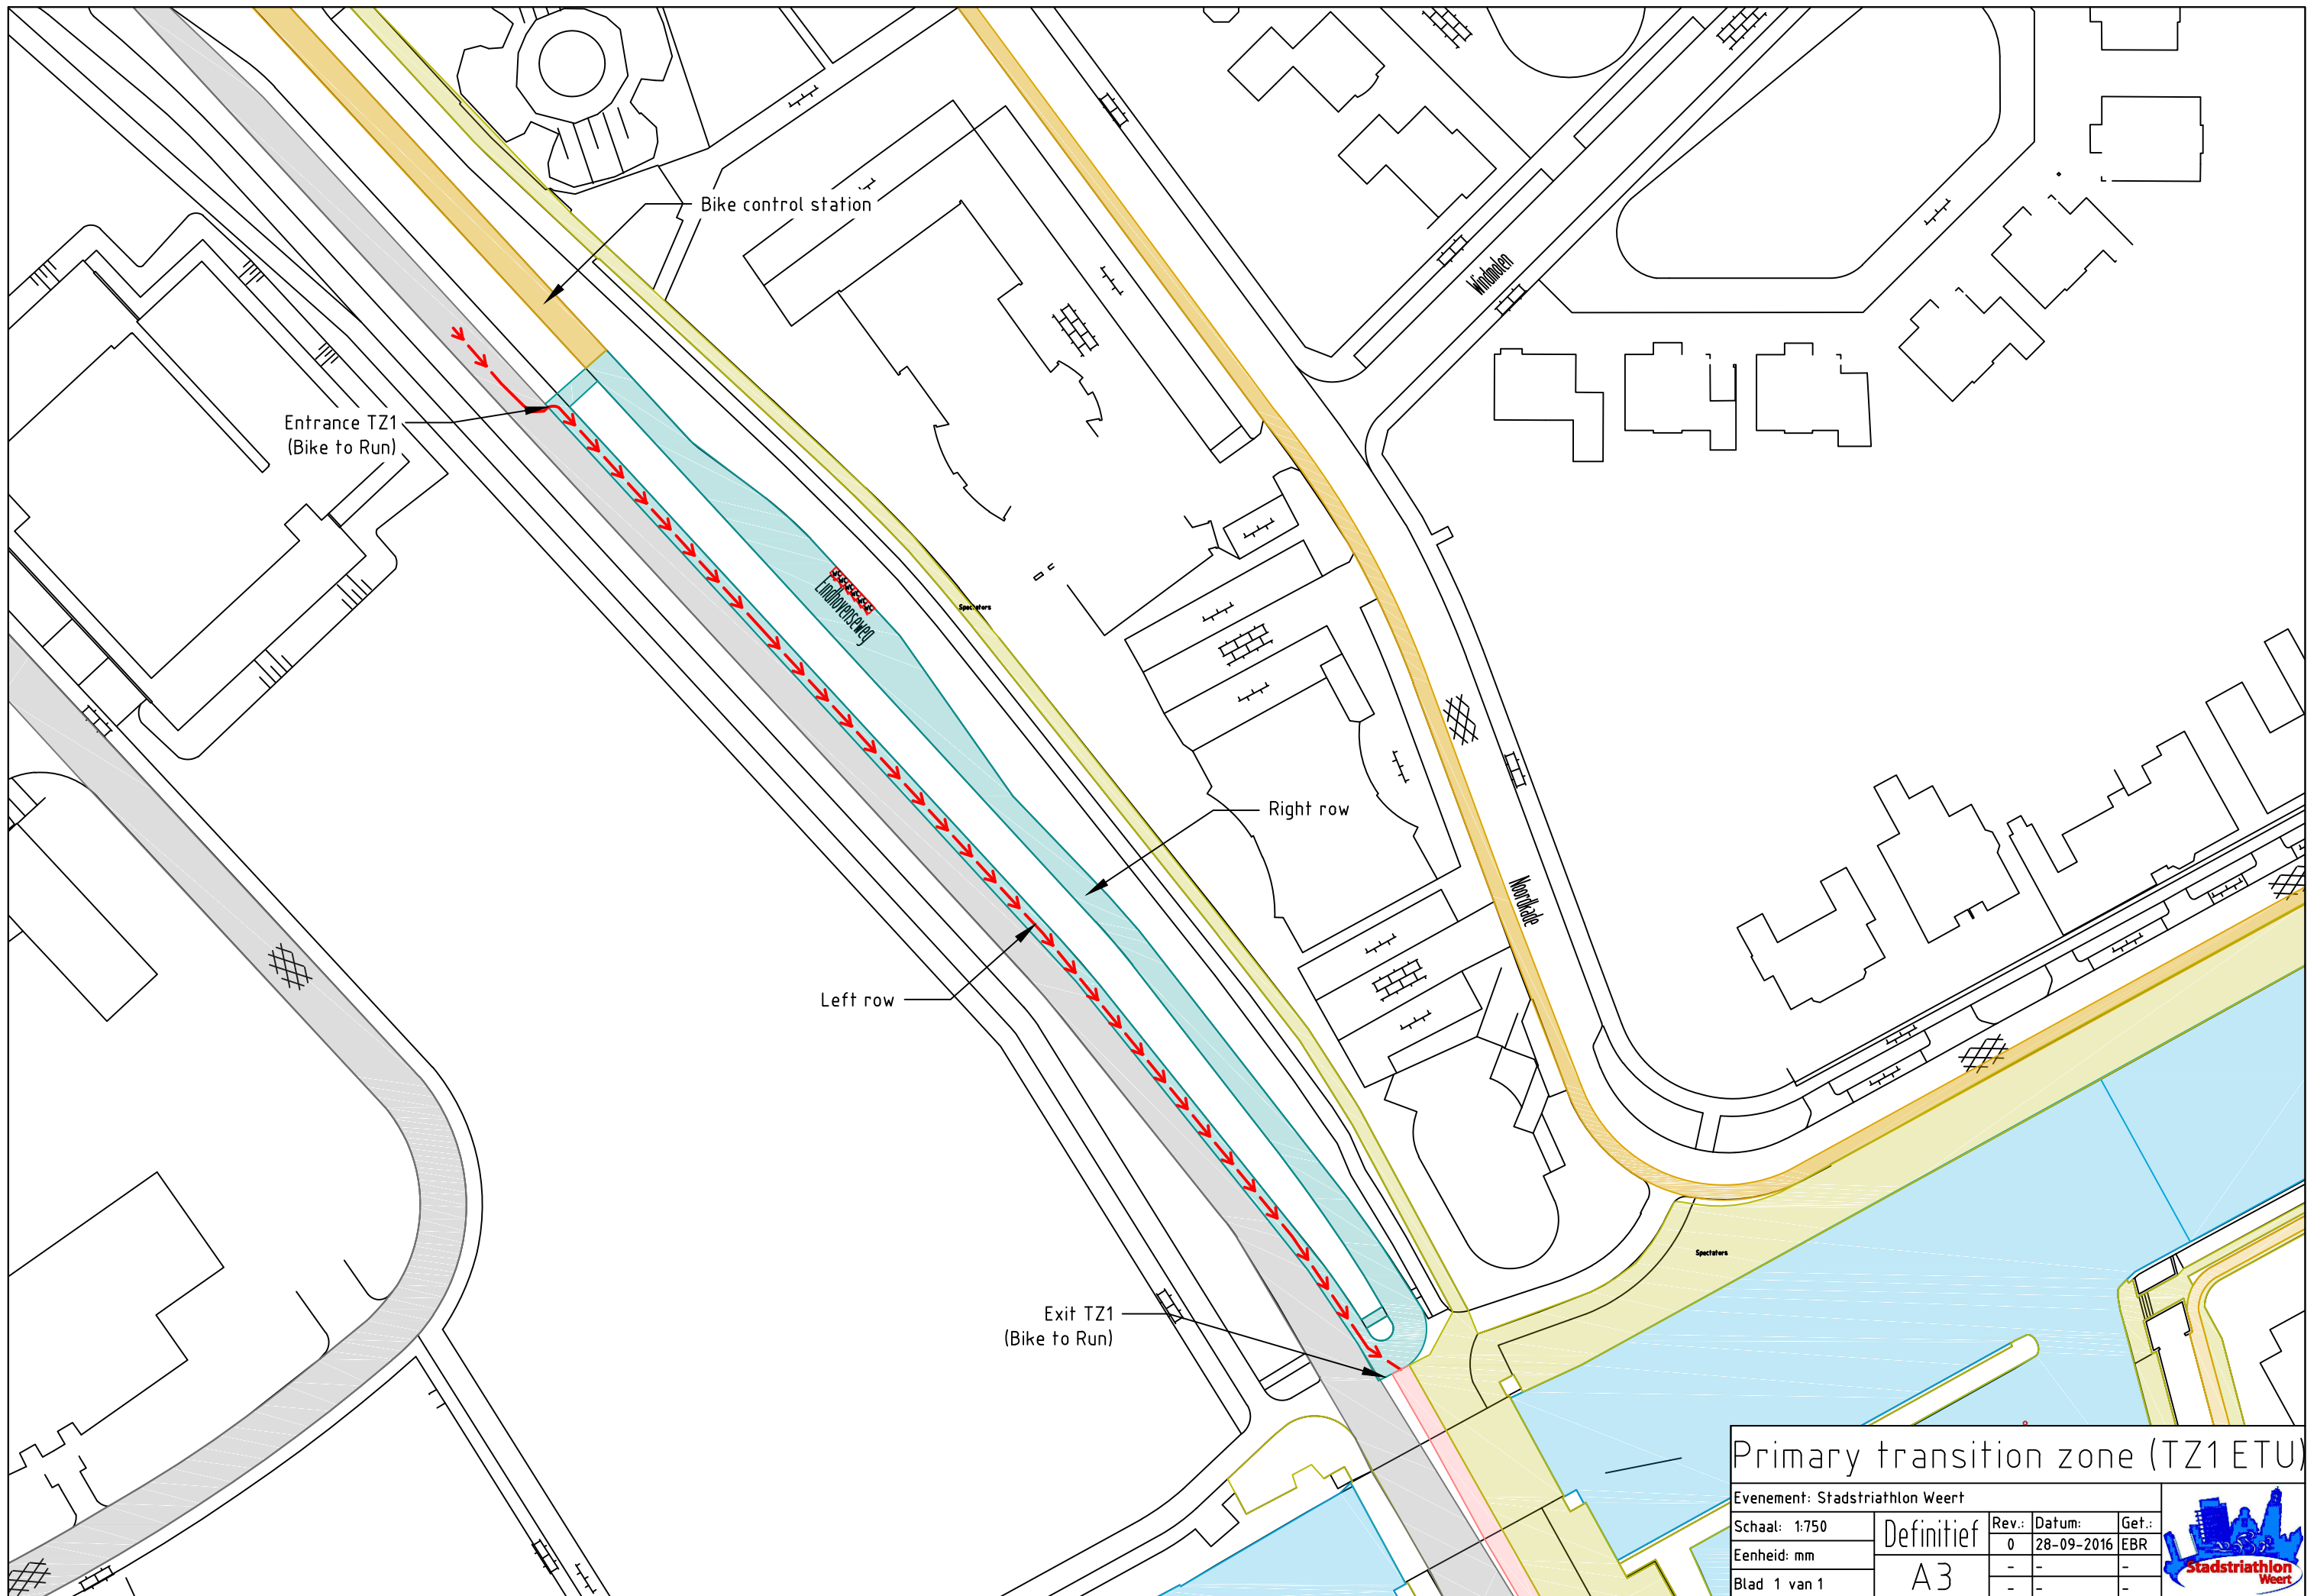 Bike control station
Windmolen
Entrance TZ1
(Bike to Run)
Eindhovenseweg
Spectators
Right row
Noordkade
Left row
Spectators
Exit TZ1
(Bike to Run)
Primary transition zone (TZ1 ETU)
Evenement: Stadstriathlon Weert
Schaal: 1:750
Definitief
Rev.: Datum: Get.:
0 28-09-2016 EBR
Eenheid: mm
- - -
Blad 1 van 1
A3
- - -
Stadstriathlon
Weert